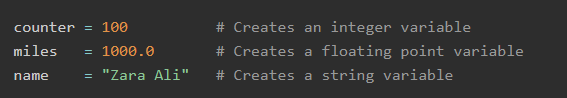 counter = 100          # Creates an integer variable
miles   = 1000.0       # Creates a floating point variable
name    = "Zara Ali"   # Creates a string variable